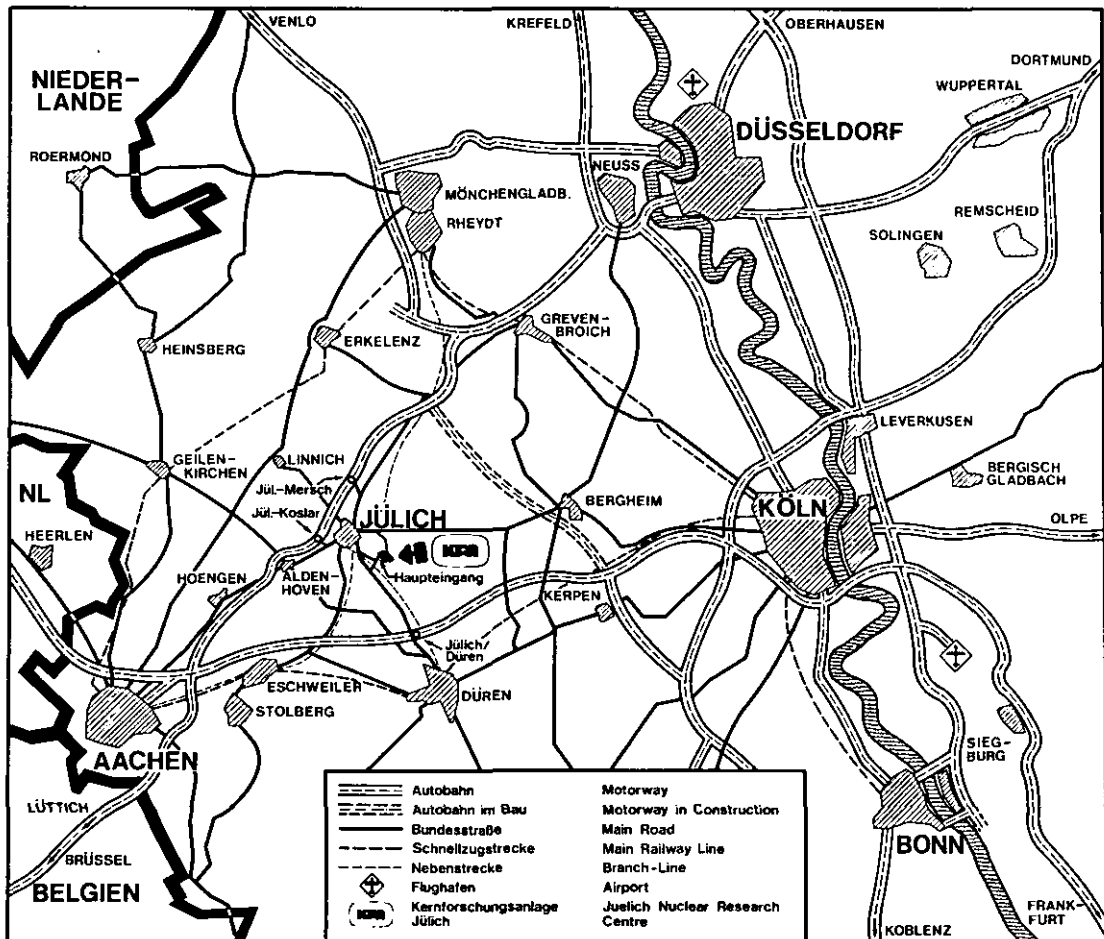 VENLO
KREFELD
OBERHAUSEN
DORTMUND
WUPPERTAL
NIEDER-
LANDE
DÜSSELDORF
ROERMOND
NEUSS
MÖNCHENGLADB.
RHEYDT
REMSCHEID
SOLINGEN
GREVEN-
BROICH
ERKELENZ
HEINSBERG
LEVERKUSEN
GEILEN-
KIRCHEN
LINNICH
Jül.-Mersch
BERGISCH
GLADBACH
NL
Jül.-Koslar
JÜLICH
BERGHEIM
KÖLN
OLPE
HEERLEN
KFA
Haupteingang
HOENGEN
ALDEN-
HOVEN
KERPEN
Jülich/
Düren
ESCHWEILER
DÜREN
STOLBERG
SIEG-
BURG
AACHEN
LÜTTICH
BRÜSSEL
BELGIEN
BONN
FRANK-
FURT
KOBLENZ
Autobahn Motorway
Autobahn im Bau Motorway in Construction
Bundesstraße Main Road
Schnellzugstrecke Main Railway Line
Nebenstrecke Branch-Line
Flughafen Airport
KFA Kernforschungsanlage Juelich Nuclear Research
Jülich Centre